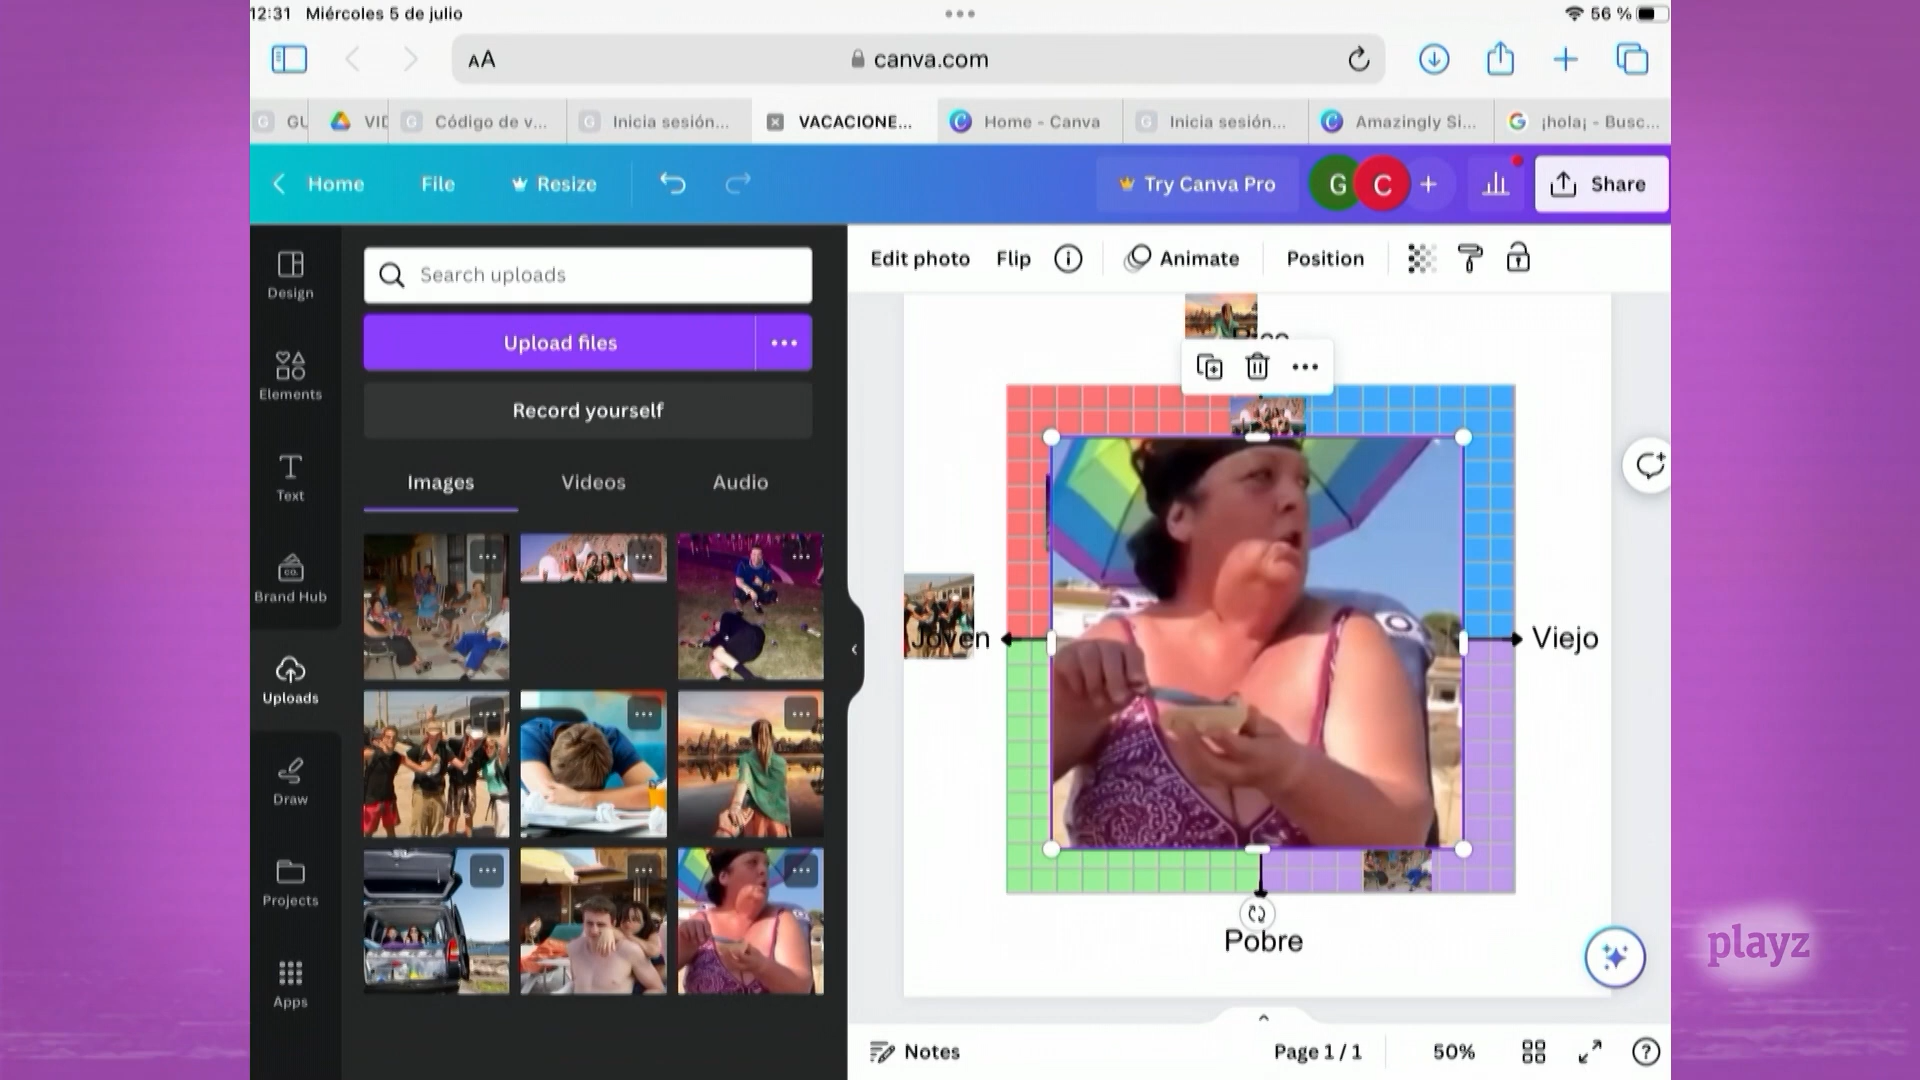 12:31 Miércoles 5 de julio
56 %
AA
canva.com
G GU
VID
G Código de v...
G Inicia sesión...
VACACIONE...
C Home - Canva
G Inicia sesión...
C Amazingly Si...
G ¡hola¡ - Busc...
Home
File
Resize
Try Canva Pro
G
C
+
Share
Design
Elements
Text
CO.
Brand Hub
Uploads
Draw
Projects
Apps
Search uploads
Upload files
Record yourself
Images
Videos
Audio
Edit photo
Flip
Animate
Position
Rico
Joven
Viejo
Pobre
Notes
Page 1 / 1
50%
?
playz